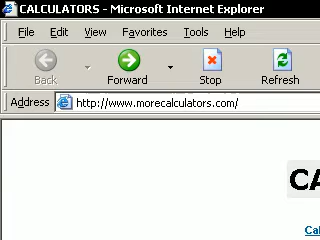 CALCULATORS - Microsoft Internet Explorer
File Edit View Favorites Tools Help
Back Forward Stop Refresh
Address http://www.morecalculators.com/
CA
Cal